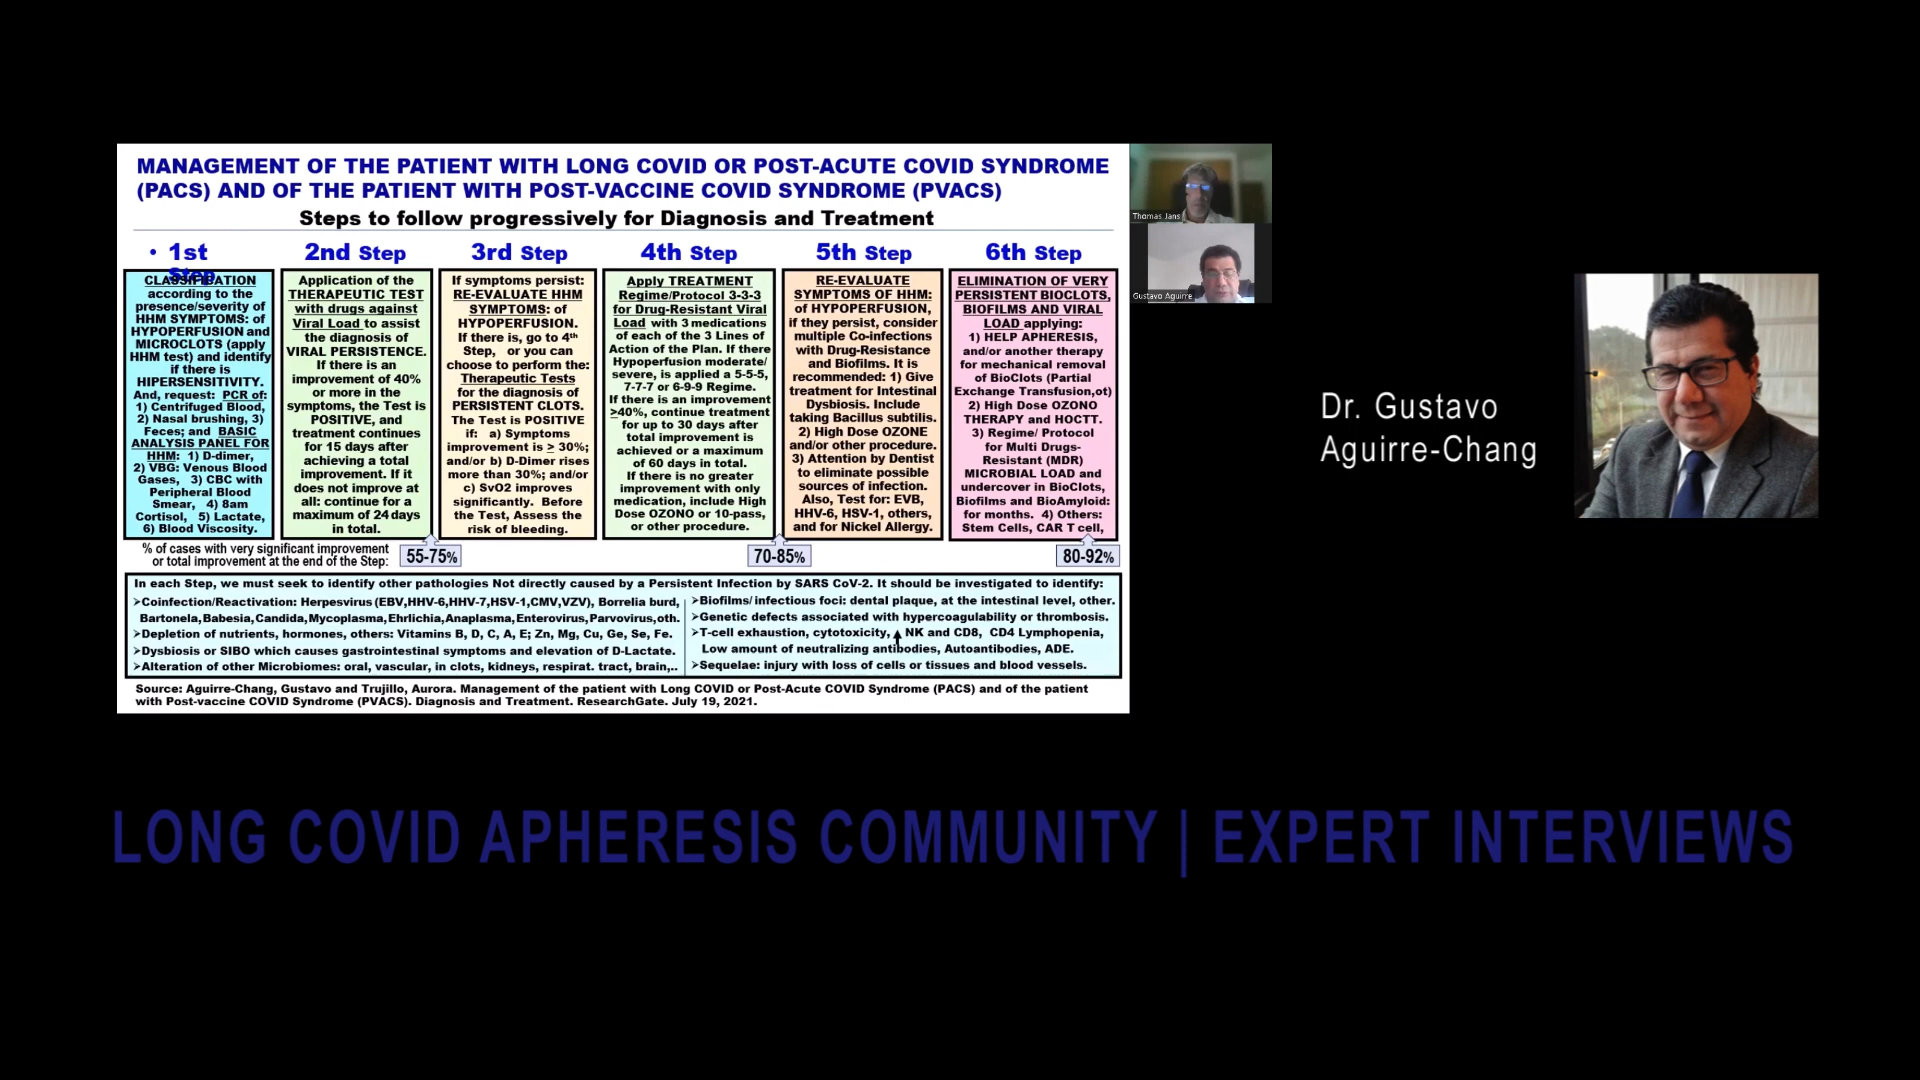 MANAGEMENT OF THE PATIENT WITH LONG COVID OR POST-ACUTE COVID SYNDROME
(PACS) AND OF THE PATIENT WITH POST-VACCINE COVID SYNDROME (PVACS)
Steps to follow progressively for Diagnosis and Treatment
• 1st
Step
CLASSIFICATION
according to the
presence/severity of
HHM SYMPTOMS: of
HYPOPERFUSION and
MICROCLOTS (apply
HHM test) and identify
if there is
HIPERSENSITIVITY.
And, request: PCR of:
1) Centrifuged Blood,
2) Nasal brushing, 3)
Feces; and BASIC
ANALYSIS PANEL FOR
HHM: 1) D-dimer,
2) VBG: Venous Blood
Gases, 3) CBC with
Peripheral Blood
Smear, 4) 8am
Cortisol, 5) Lactate,
6) Blood Viscosity.
2nd Step
Application of the
THERAPEUTIC TEST
with drugs against
Viral Load to assist
the diagnosis of
VIRAL PERSISTENCE.
If there is an
improvement of 40%
or more in the
symptoms, the Test is
POSITIVE, and
treatment continues
for 15 days after
achieving a total
improvement. If it
does not improve at
all: continue for a
maximum of 24 days
in total.
3rd Step
If symptoms persist:
RE-EVALUATE HHM
SYMPTOMS: of
HYPOPERFUSION.
If there is, go to 4th
Step, or you can
choose to perform the:
Therapeutic Tests
for the diagnosis of
PERSISTENT CLOTS.
The Test is POSITIVE
if: a) Symptoms
improvement is ≥ 30%;
and/or b) D-Dimer rises
more than 30%; and/or
c) SvO2 improves
significantly. Before
the Test, Assess the
risk of bleeding.
4th Step
Apply TREATMENT
Regime/Protocol 3-3-3
for Drug-Resistant Viral
Load with 3 medications
of each of the 3 Lines of
Action of the Plan. If there
Hypoperfusion moderate/
severe, is applied a 5-5-5,
7-7-7 or 6-9-9 Regime.
If there is an improvement
≥40%, continue treatment
for up to 30 days after
total improvement is
achieved or a maximum
of 60 days in total.
If there is no greater
improvement with only
medication, include High
Dose OZONO or 10-pass,
or other procedure.
5th Step
RE-EVALUATE
SYMPTOMS OF HHM:
of HYPOPERFUSION,
if they persist, consider
multiple Co-infections
with Drug-Resistance
and Biofilms. It is
recommended: 1) Give
treatment for Intestinal
Dysbiosis. Include
taking Bacillus subtilis.
2) High Dose OZONE
and/or other procedure.
3) Attention by Dentist
to eliminate possible
sources of infection.
Also, Test for: EVB,
HHV-6, HSV-1, others,
and for Nickel Allergy.
6th Step
ELIMINATION OF VERY
PERSISTENT BIOCLOTS,
BIOFILMS AND VIRAL
LOAD applying:
1) HELP APHERESIS,
and/or another therapy
for mechanical removal
of BioClots (Partial
Exchange Transfusion,ot)
2) High Dose OZONO
THERAPY and HOCTT.
3) Regime/ Protocol
for Multi Drugs-
Resistant (MDR)
MICROBIAL LOAD and
undercover in BioClots,
Biofilms and BioAmyloid:
for months. 4) Others:
Stem Cells, CAR T cell,
% of cases with very significant improvement
or total improvement at the end of the Step:
55-75%
70-85%
80-92%
In each Step, we must seek to identify other pathologies Not directly caused by a Persistent Infection by SARS CoV-2. It should be investigated to identify:
➢Coinfection/Reactivation: Herpesvirus (EBV,HHV-6,HHV-7,HSV-1,CMV,VZV), Borrelia burd,
Bartonela,Babesia,Candida,Mycoplasma,Ehrlichia,Anaplasma,Enterovirus,Parvovirus,oth.
➢Depletion of nutrients, hormones, others: Vitamins B, D, C, A, E; Zn, Mg, Cu, Ge, Se, Fe.
➢Dysbiosis or SIBO which causes gastrointestinal symptoms and elevation of D-Lactate.
➢Alteration of other Microbiomes: oral, vascular, in clots, kidneys, respirat. tract, brain,..
➢Biofilms/infectious foci: dental plaque, at the intestinal level, other.
➢Genetic defects associated with hypercoagulability or thrombosis.
➢T-cell exhaustion, cytotoxicity, ↑ NK and CD8, CD4 Lymphopenia,
Low amount of neutralizing antibodies, Autoantibodies, ADE.
➢Sequelae: injury with loss of cells or tissues and blood vessels.
Source: Aguirre-Chang, Gustavo and Trujillo, Aurora. Management of the patient with Long COVID or Post-Acute COVID Syndrome (PACS) and of the patient
with Post-vaccine COVID Syndrome (PVACS). Diagnosis and Treatment. ResearchGate. July 19, 2021.
Thomas Jans
Gustavo Aguirre
Dr. Gustavo
Aguirre-Chang
LONG COVID APHERESIS COMMUNITY | EXPERT INTERVIEWS